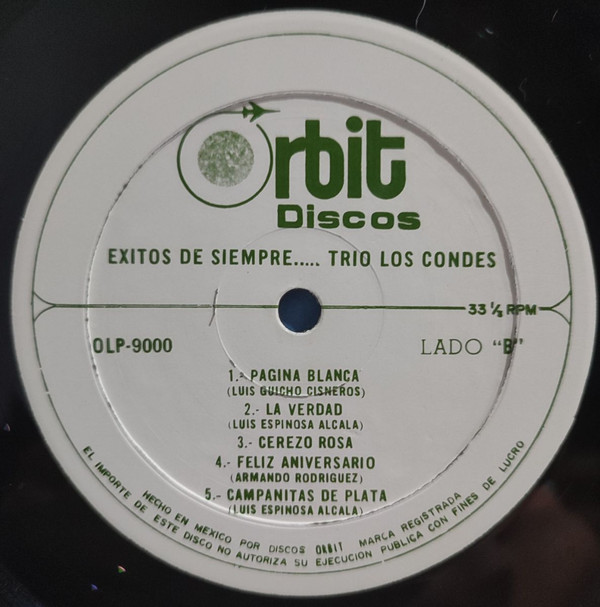 Orbit
Discos
EXITOS DE SIEMPRE..... TRIO LOS CONDES
33 ⅓ RPM
OLP-9000
LADO "B"
1.- PAGINA BLANCA
(LUIS GUICHO CISNEROS)
2.- LA VERDAD
(LUIS ESPINOSA ALCALA)
3.- CEREZO ROSA
4.- FELIZ ANIVERSARIO
(ARMANDO RODRIGUEZ)
5.- CAMPANITAS DE PLATA
(LUIS ESPINOSA ALCALA)
HECHO EN MEXICO POR DISCOS ORBIT MARCA REGISTRADA
EL IMPORTE DE ESTE DISCO NO AUTORIZA SU EJECUCION PUBLICA CON FINES DE LUCRO